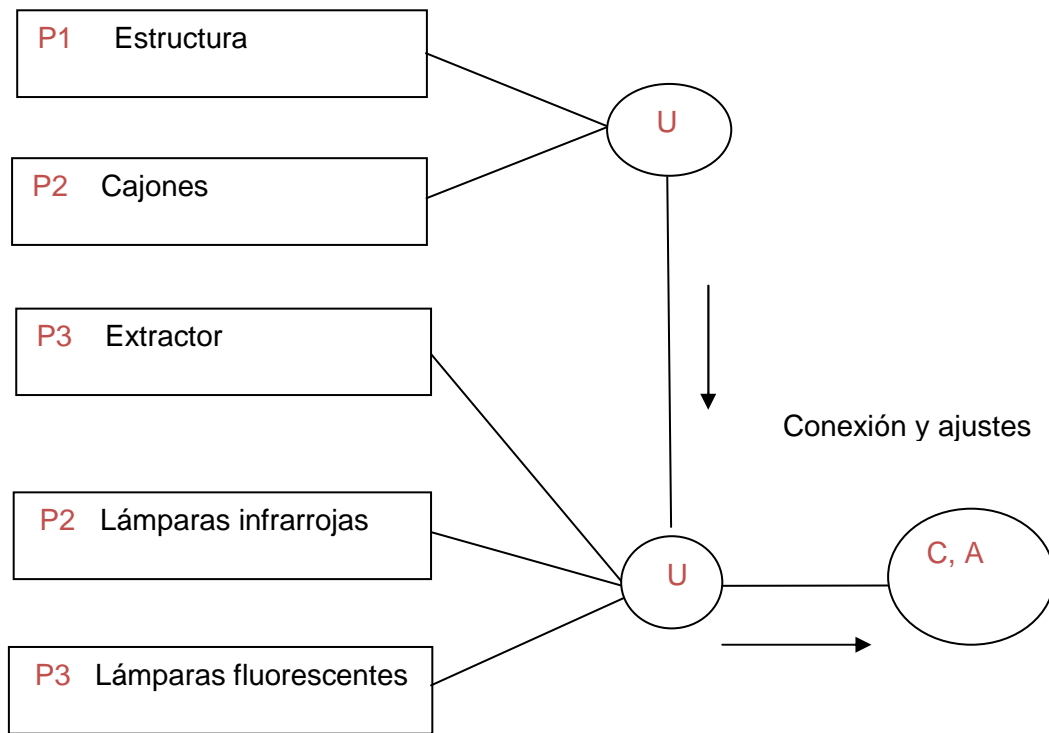 P1 Estructura
U
P2 Cajones
P3 Extractor
Conexión y ajustes
P2 Lámparas infrarrojas
U
C, A
P3 Lámparas fluorescentes